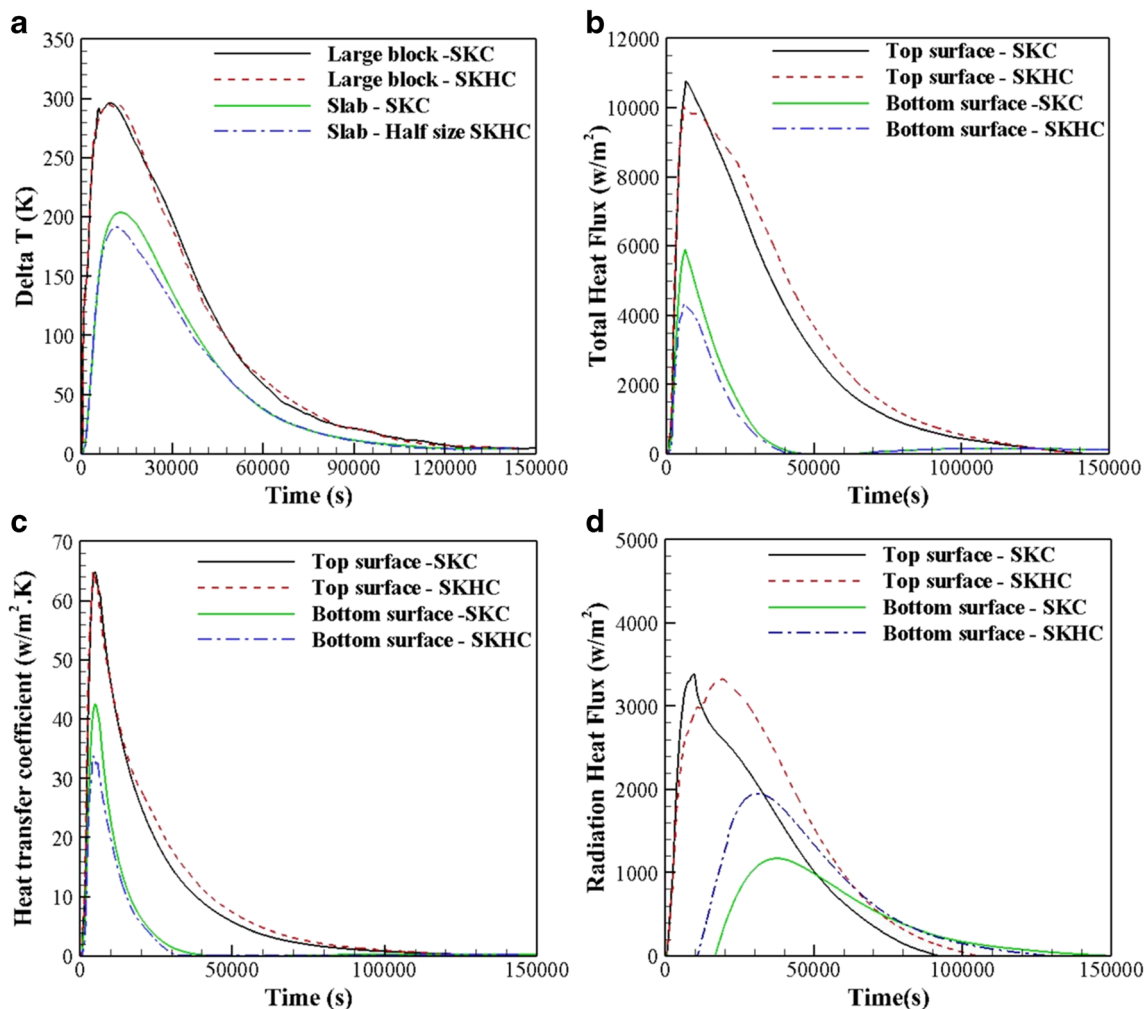 a
350
300
250
200
150
100
50
0
Delta T (K)
Large block -SKC
Large block - SKHC
Slab - SKC
Slab - Half size SKHC
0 30000 60000 90000 120000 150000
Time (s)
b
12000
10000
8000
6000
4000
2000
0
Total Heat Flux (w/m²)
Top surface - SKC
Top surface - SKHC
Bottom surface -SKC
Bottom surface - SKHC
0 50000 100000 150000
Time(s)
c
70
60
50
40
30
20
10
0
Heat transfer coefficient (w/m².K)
Top surface -SKC
Top surface - SKHC
Bottom surface -SKC
Bottom surface - SKHC
0 50000 100000 150000
Time (s)
d
5000
4000
3000
2000
1000
0
Radiation Heat Flux (w/m²)
Top surface - SKC
Top surface - SKHC
Bottom surface - SKC
Bottom surface - SKHC
0 50000 100000 150000
Time(s)